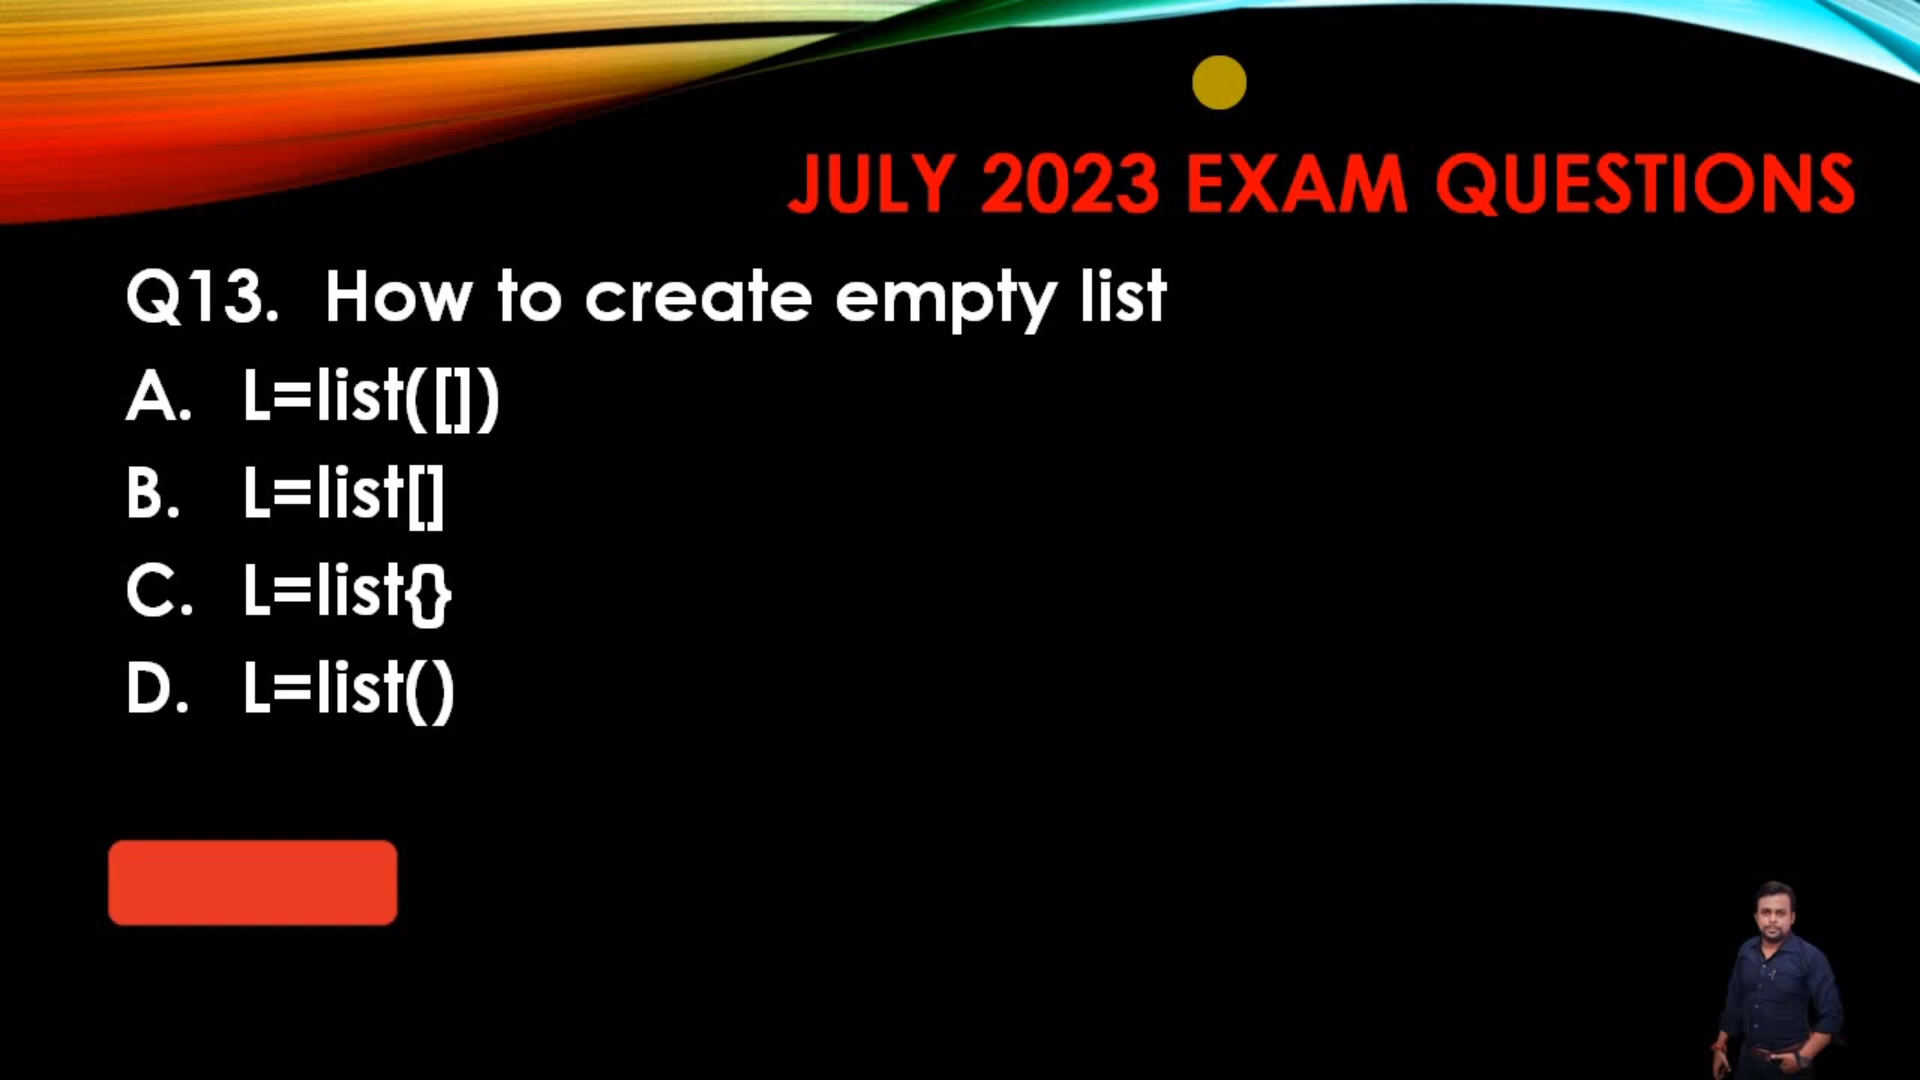 JULY 2023 EXAM QUESTIONS
Q13. How to create empty list
A. L=list([])
B. L=list[]
C. L=list{}
D. L=list()